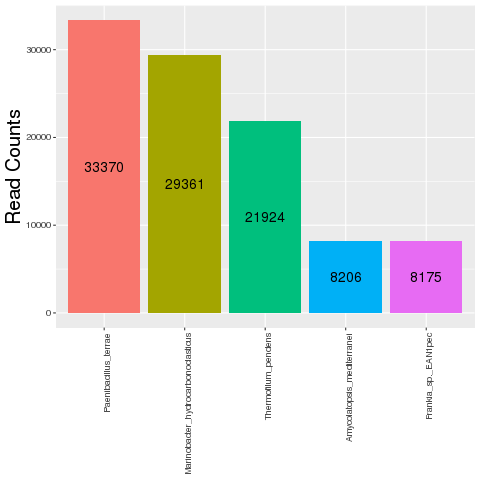 Read Counts
30000
20000
10000
0
33370
29361
21924
8206
8175
Paenibacillus_terrae
Marinobacter_hydrocarbonoclasticus
Thermofilum_pendens
Amycolatopsis_mediterranei
Frankia_sp._EAN1pec